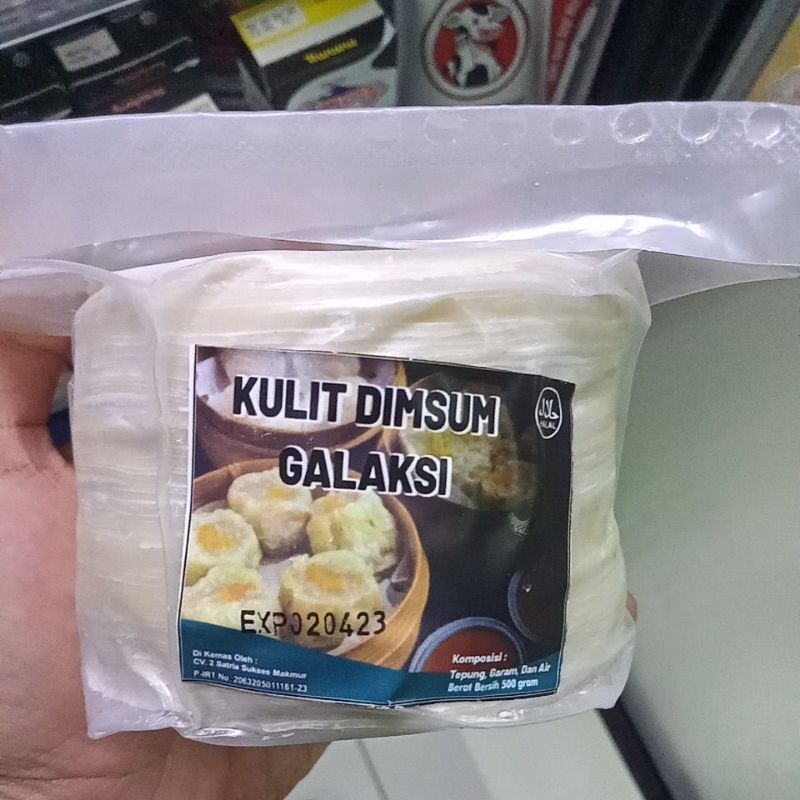 KULIT DIMSUM
GALAKSI
حلال
HALAL
EXP020423
Di Kemas Oleh :
CV. 2 Satria Sukses Makmur
P-IRT No. 2063205011161-23
Komposisi :
Tepung, Garam, Dan Air
Berat Bersih 500 gram